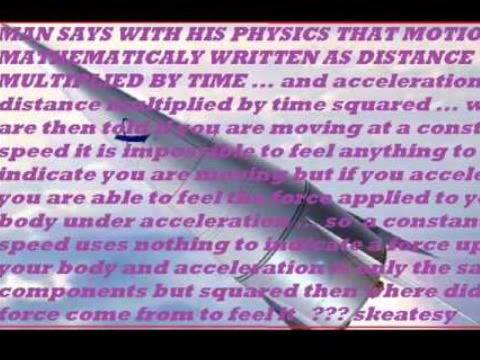 MAN SAYS WITH HIS PHYSICS THAT MOTIO
MATHEMATICALY WRITTEN AS DISTANCE
MULTIPLIED BY TIME ... and acceleration
distance multiplied by time squared ... w
are then told if you are moving at a const
speed it is impossible to feel anything to
indicate you are moving but if you accele
you are able to feel the force applied to yo
body under acceleration ... so a constan
speed uses nothing to indicate a force up
your body and acceleration is only the sa
components but squared then where did
force come from to feel it ??? skeatesy